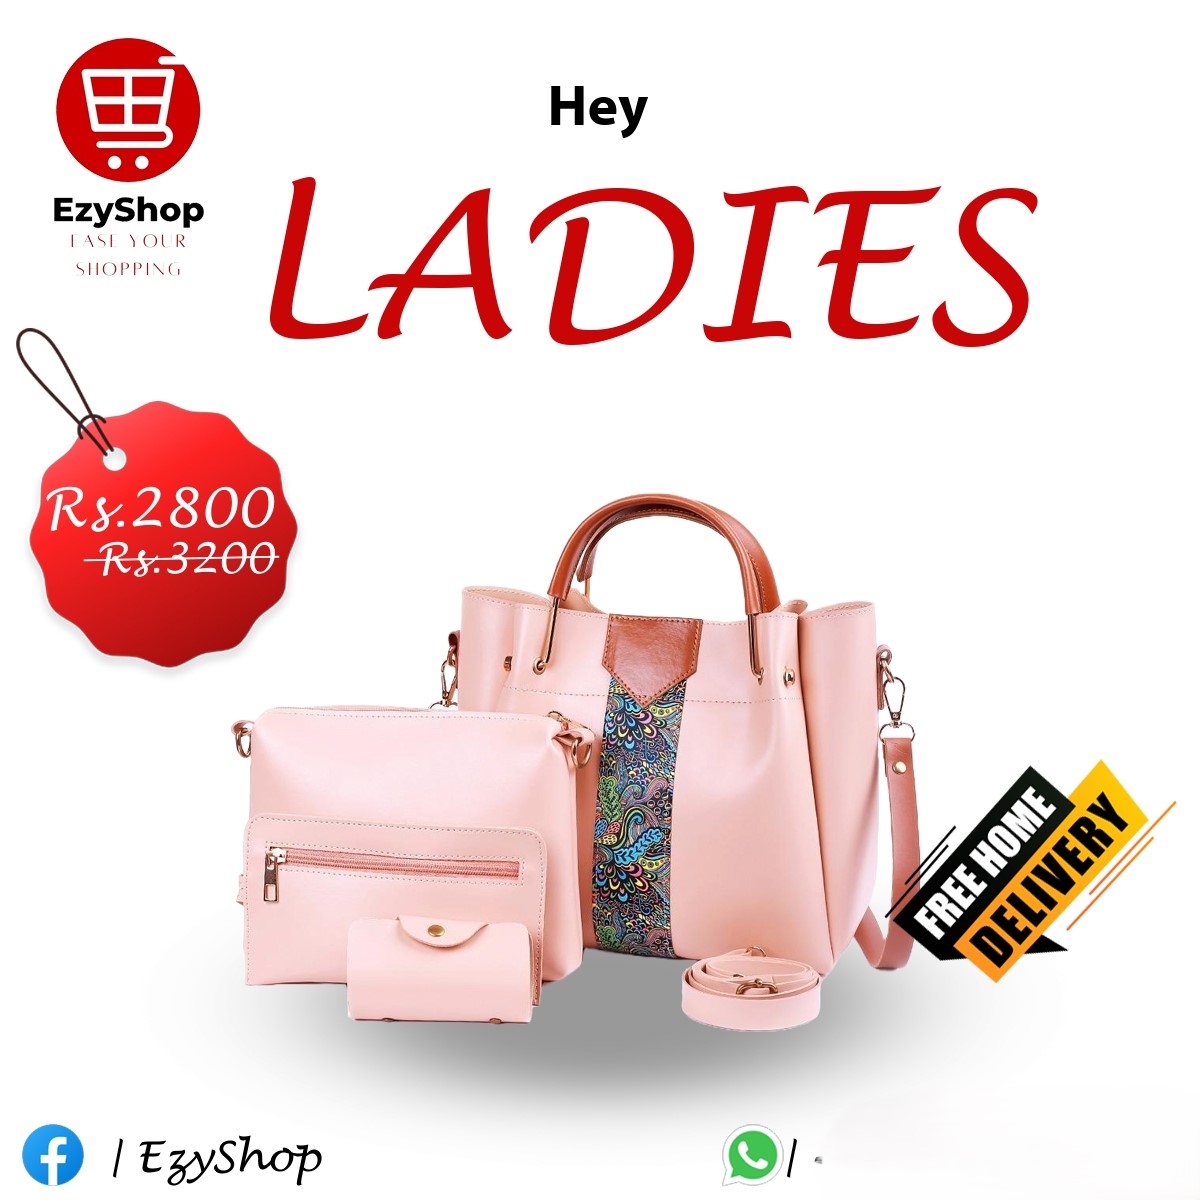 Hey
LADIES
EzyShop
EASE YOUR
SHOPPING
Rs.2800
Rs.3200
FREE HOME
DELIVERY
| EzyShop
|